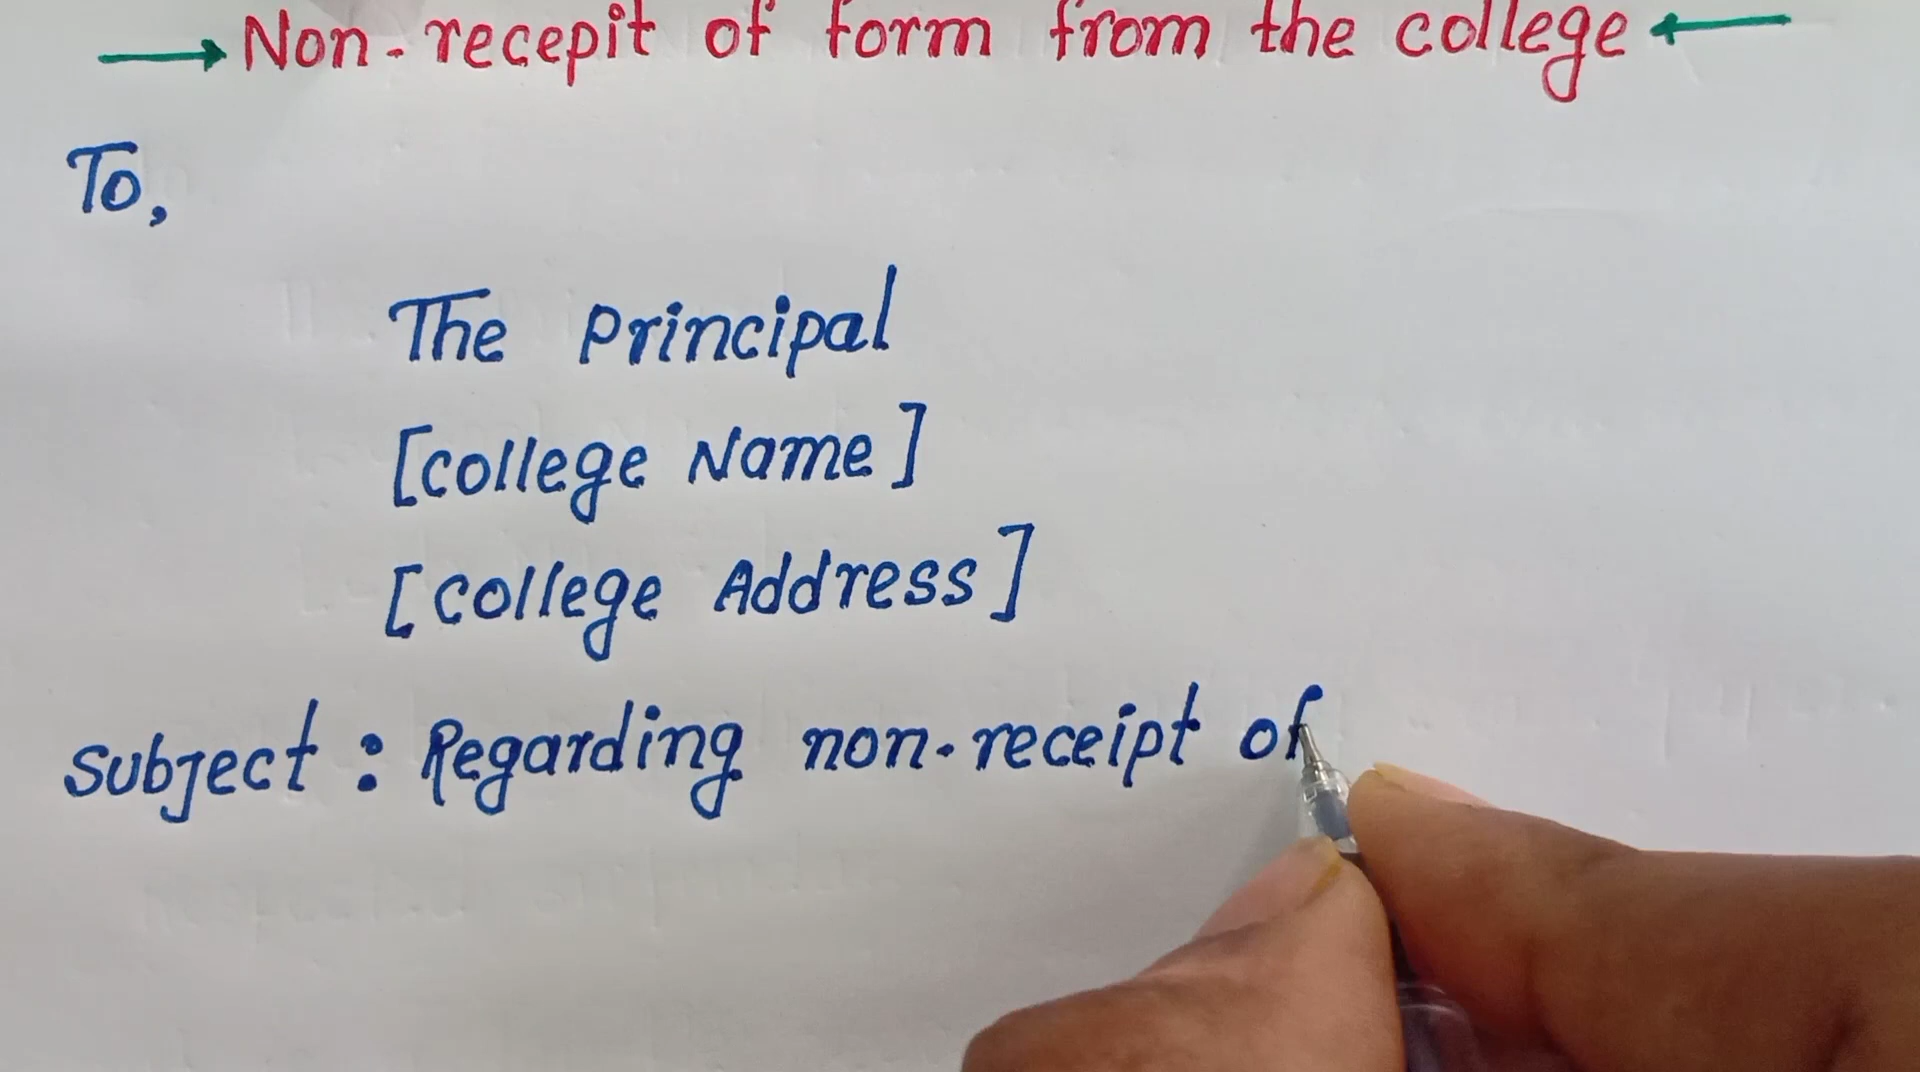 Non-recepit of form from the college
To,
The Principal
[college Name]
[college Address]
Subject : Regarding non-receipt of